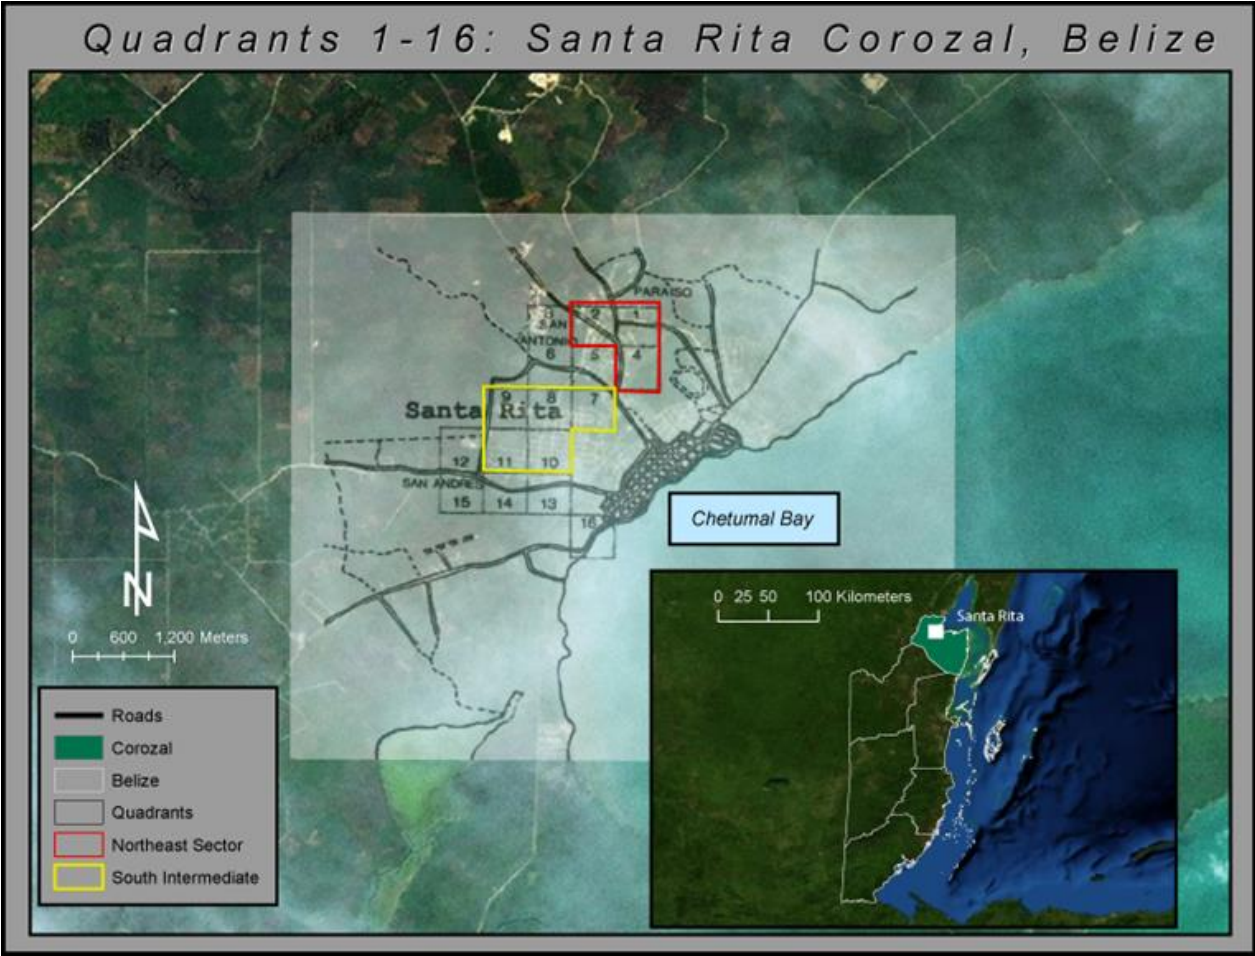 Quadrants 1-16: Santa Rita Corozal, Belize
PARAISO
3 2 1
SAN
ANTONIO
6 5 4
9 8 7
Santa Rita
12 11 10
SAN ANDRES
15 14 13
16
Chetumal Bay
N
0 600 1,200 Meters
0 25 50 100 Kilometers
Santa Rita
Roads
Corozal
Belize
Quadrants
Northeast Sector
South Intermediate